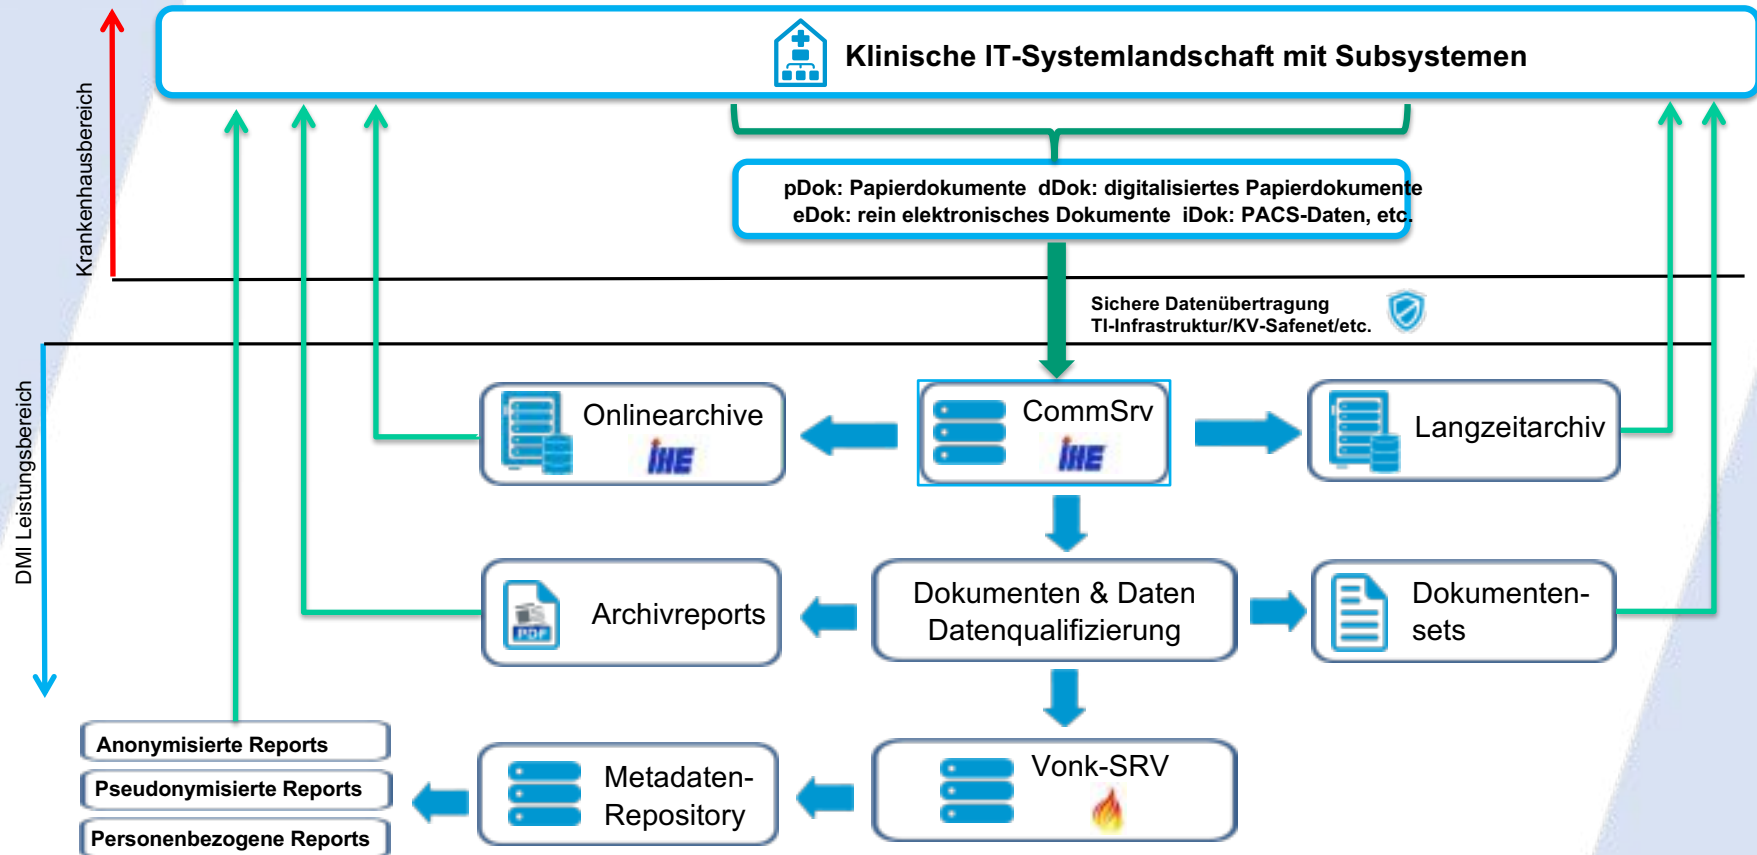 Klinische IT-Systemlandschaft mit Subsystemen
Krankenhausbereich
pDok: Papierdokumente dDok: digitalisiertes Papierdokumente
eDok: rein elektronisches Dokumente iDok: PACS-Daten, etc.
Sichere Datenübertragung
TI-Infrastruktur/KV-Safenet/etc.
DMI Leistungsbereich
Onlinearchive
IHE
CommSrv
IHE
Langzeitarchiv
Archivreports
PDF
Dokumenten & Daten
Datenqualifizierung
Dokumenten-
sets
Anonymisierte Reports
Pseudonymisierte Reports
Personenbezogene Reports
Metadaten-
Repository
Vonk-SRV